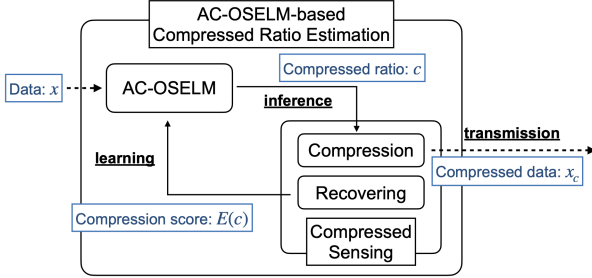 AC-OSELM-based
Compressed Ratio Estimation
Compressed ratio: c
Data: x
AC-OSELM
inference
learning
Compression
transmission
Compressed data: x_c
Recovering
Compression score: E(c)
Compressed
Sensing